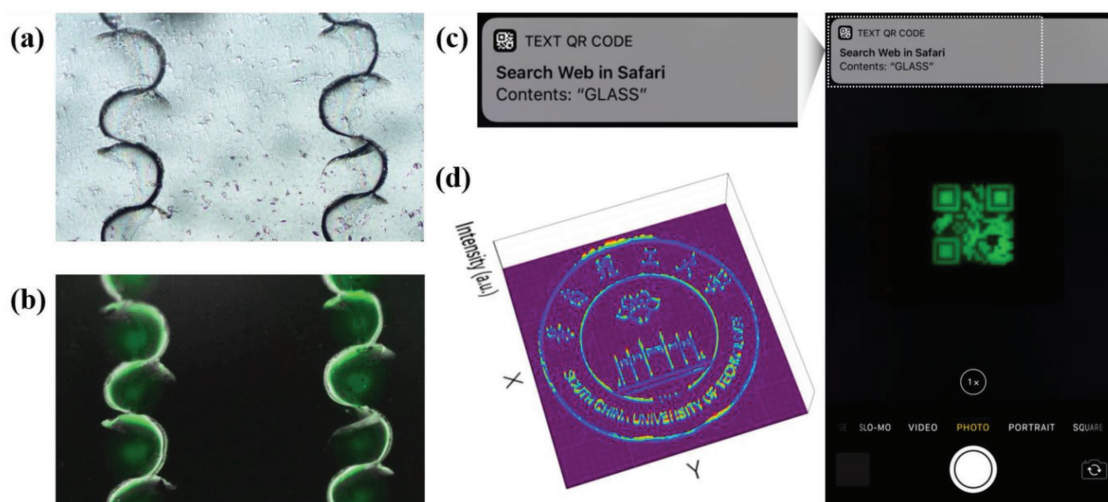 (a)
(b)
(c)
TEXT QR CODE
Search Web in Safari
Contents: “GLASS”
TEXT QR CODE
Search Web in Safari
Contents: “GLASS”
1×
SLO-MO VIDEO PHOTO PORTRAIT SQUARE
(d)
Intensity (a.u.)
X
Y
SOUTH CHINA UNIVERSITY OF